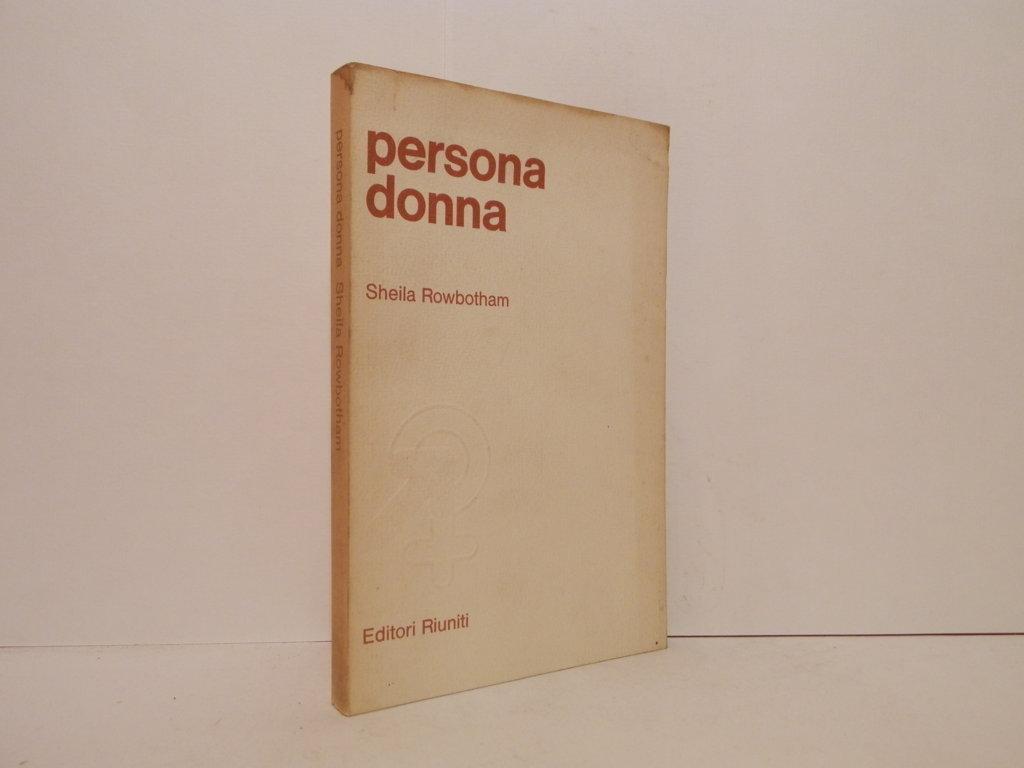 persona
donna
Sheila Rowbotham
Editori Riuniti
persona donna Sheila Rowbotham